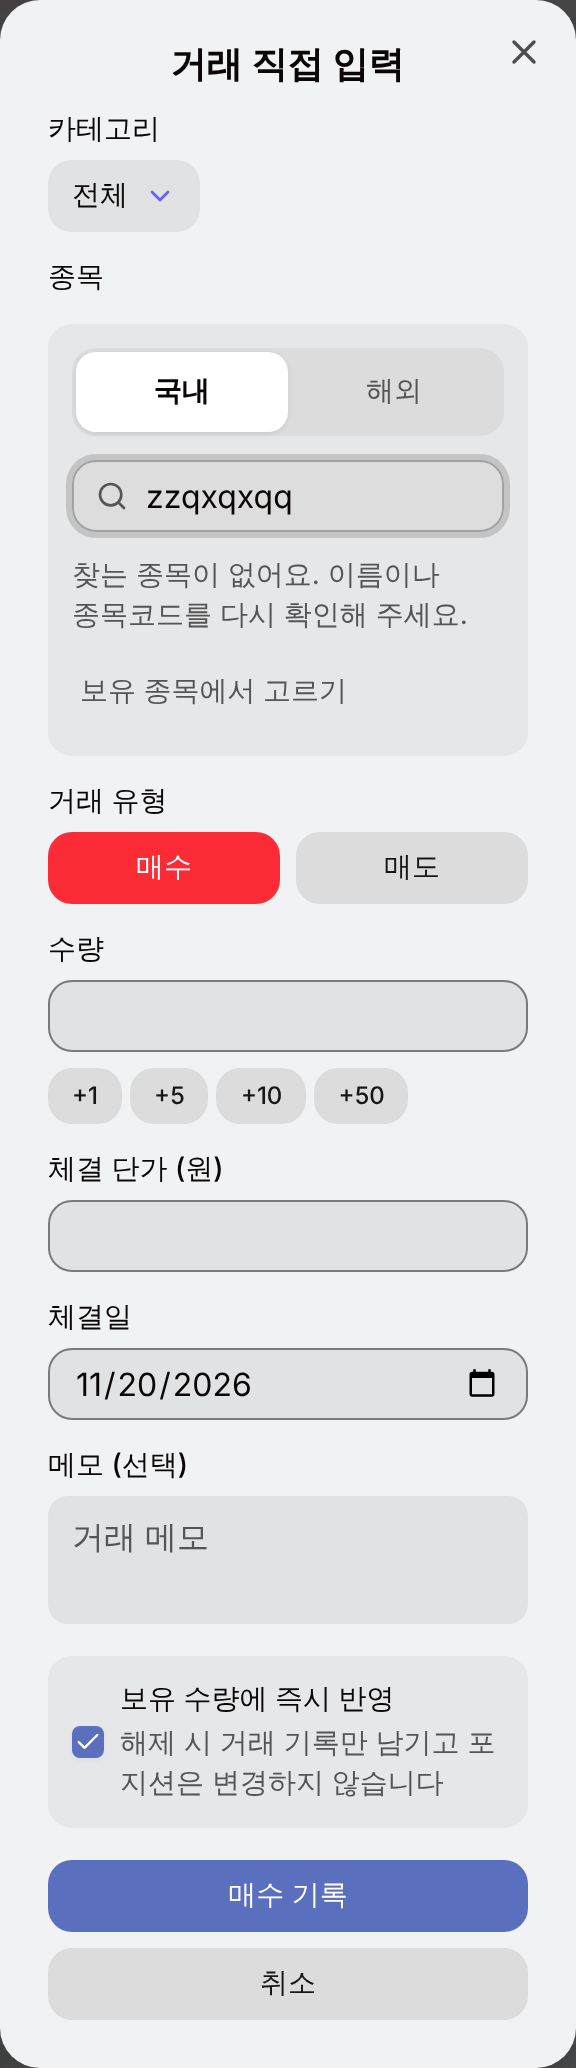 거래 직접 입력
카테고리
전체
종목
국내
해외
zzqxqxqq
찾는 종목이 없어요. 이름이나
종목코드를 다시 확인해 주세요.
보유 종목에서 고르기
거래 유형
매수
매도
수량
+1
+5
+10
+50
체결 단가 (원)
체결일
11/20/2026
메모 (선택)
거래 메모
보유 수량에 즉시 반영
해제 시 거래 기록만 남기고 포
지션은 변경하지 않습니다
매수 기록
취소